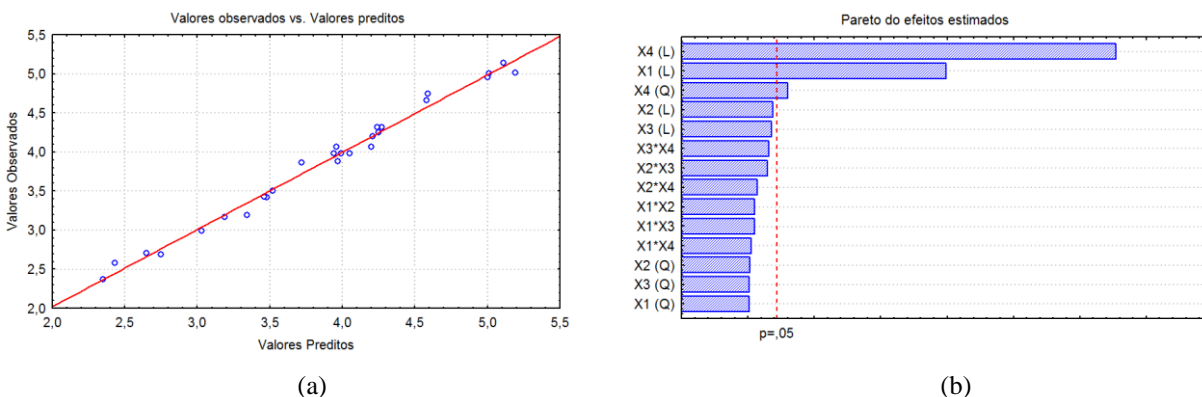 Valores observados vs. Valores preditos
5,5
5,0
4,5
4,0
3,5
3,0
2,5
2,0
Valores Observados
2,0 2,5 3,0 3,5 4,0 4,5 5,0 5,5
Valores Preditos
(a)
Pareto do efeitos estimados
X4 (L)
X1 (L)
X4 (Q)
X2 (L)
X3 (L)
X3*X4
X2*X3
X2*X4
X1*X2
X1*X3
X1*X4
X2 (Q)
X3 (Q)
X1 (Q)
p=,05
(b)